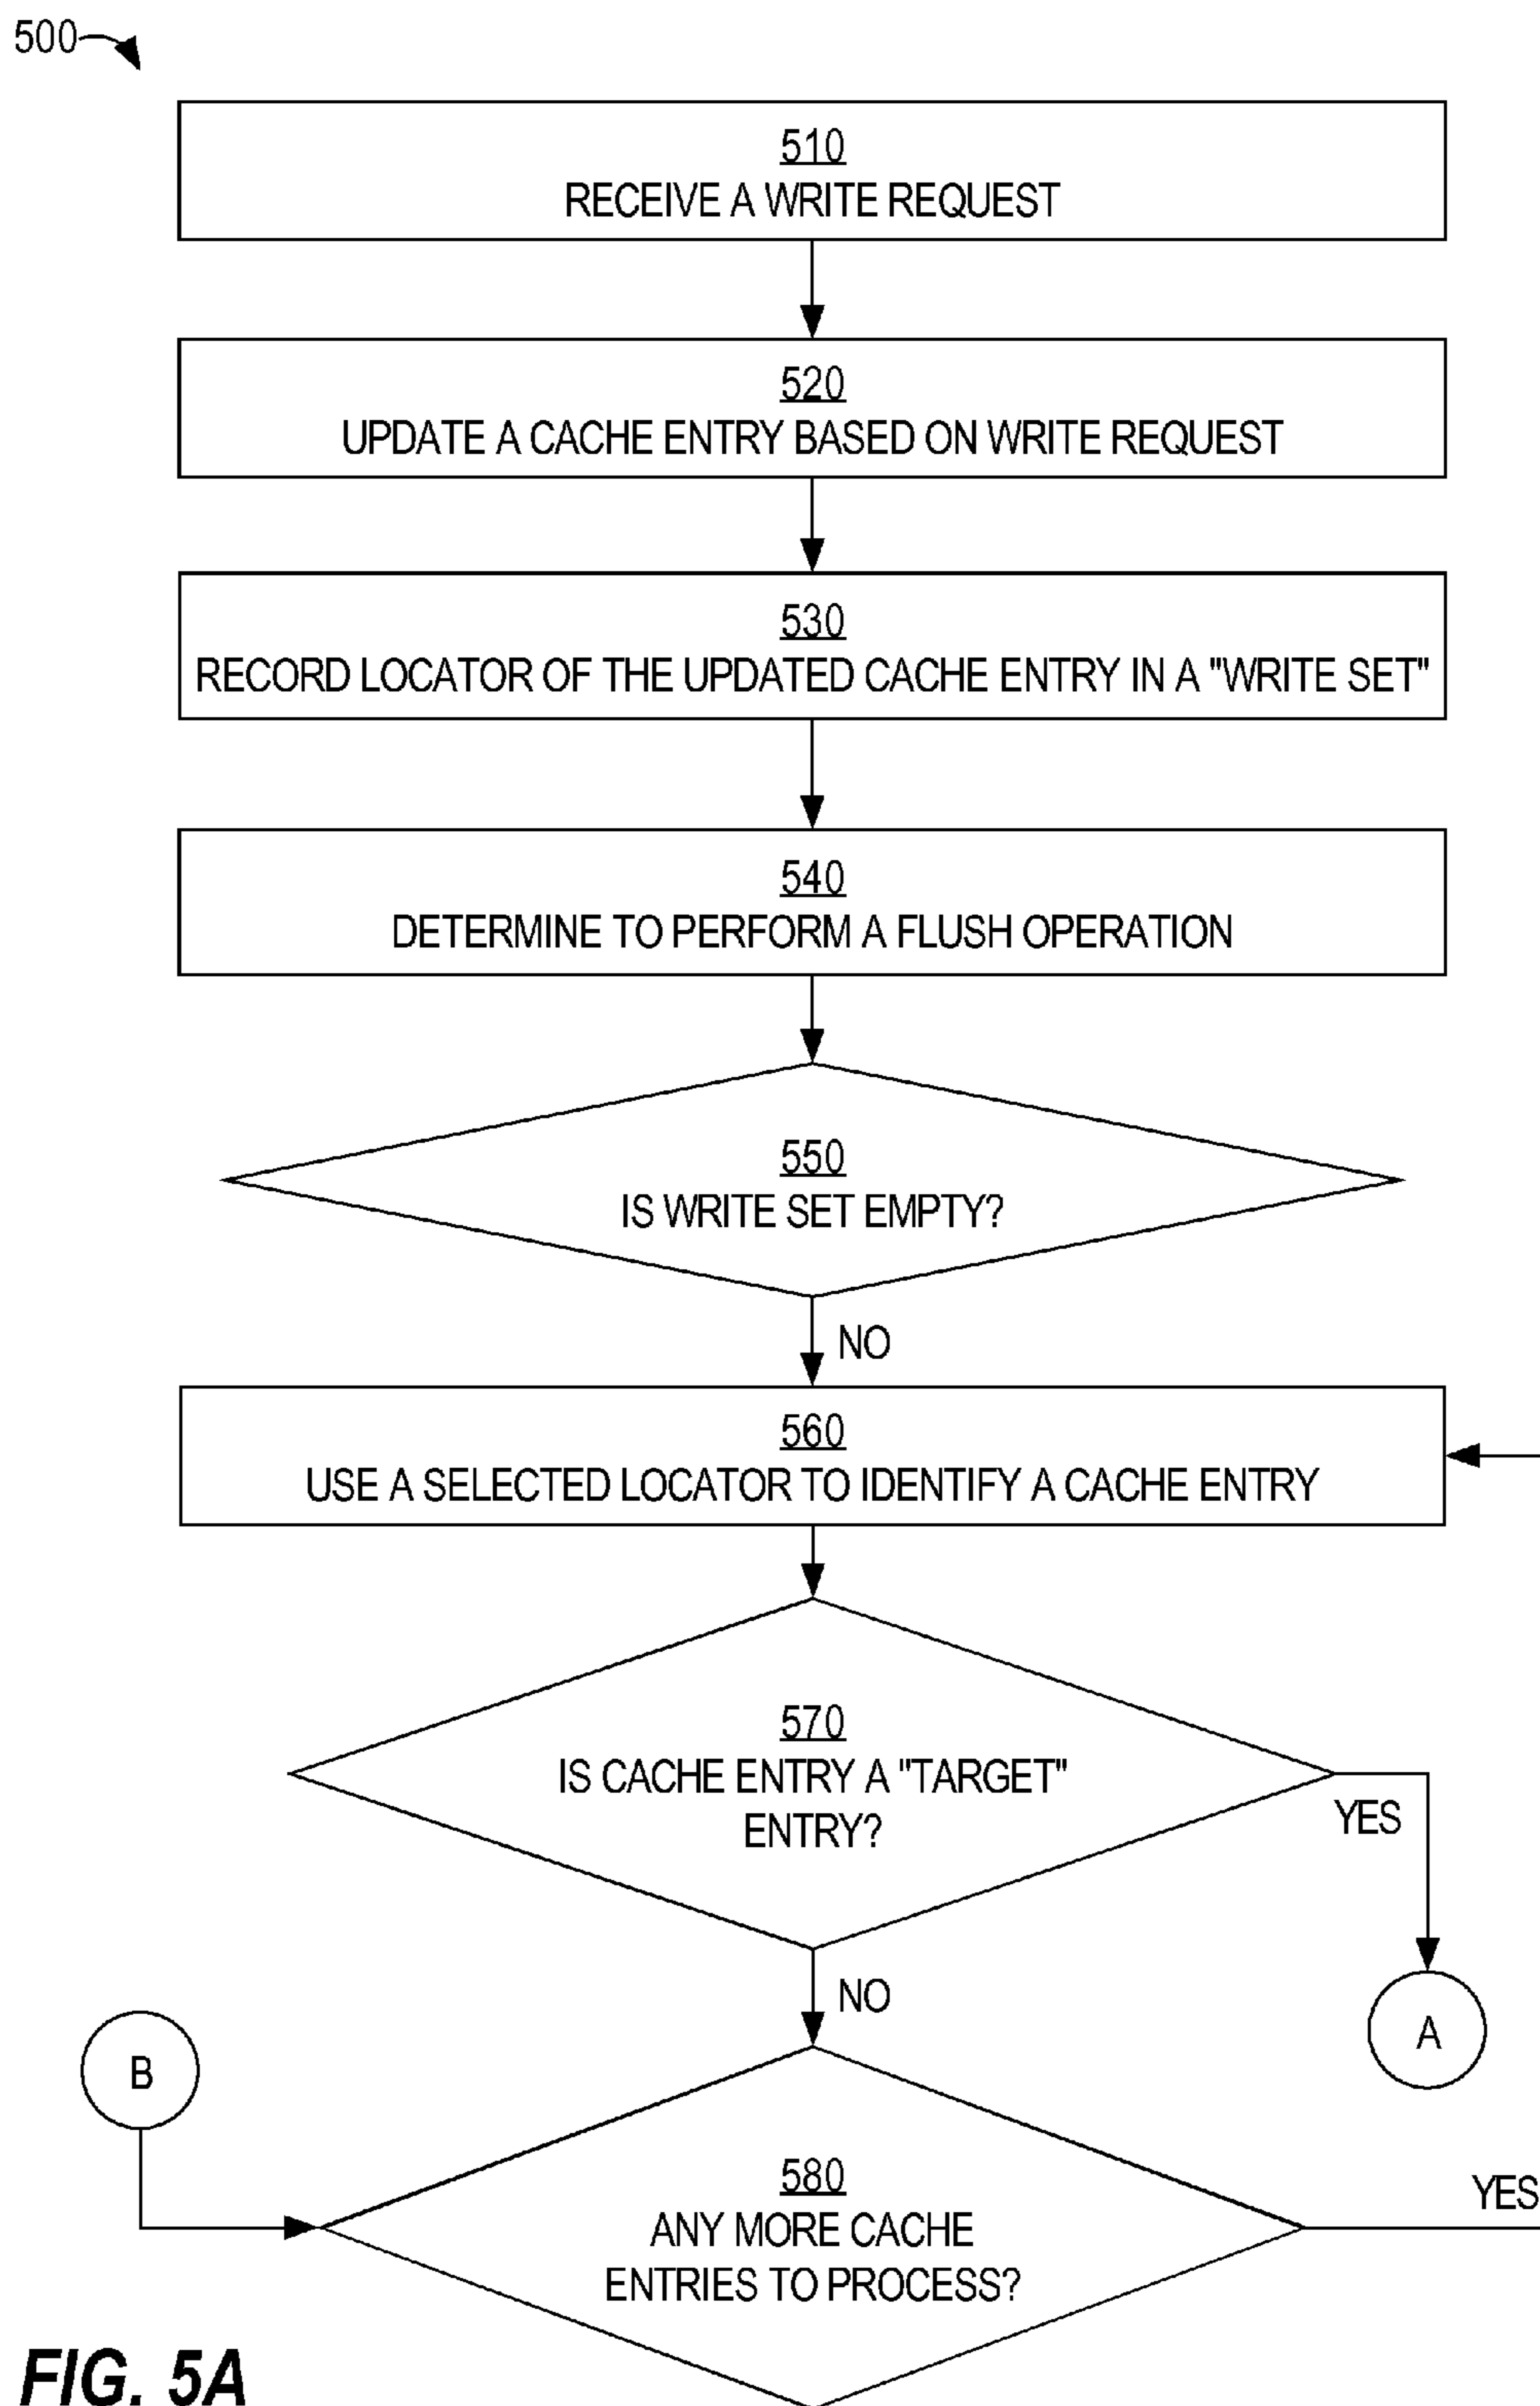 500
510
RECEIVE A WRITE REQUEST
520
UPDATE A CACHE ENTRY BASED ON WRITE REQUEST
530
RECORD LOCATOR OF THE UPDATED CACHE ENTRY IN A "WRITE SET"
540
DETERMINE TO PERFORM A FLUSH OPERATION
550
IS WRITE SET EMPTY?
NO
560
USE A SELECTED LOCATOR TO IDENTIFY A CACHE ENTRY
570
IS CACHE ENTRY A "TARGET"
ENTRY?
YES
NO
A
B
580
ANY MORE CACHE
ENTRIES TO PROCESS?
YES
FIG. 5A